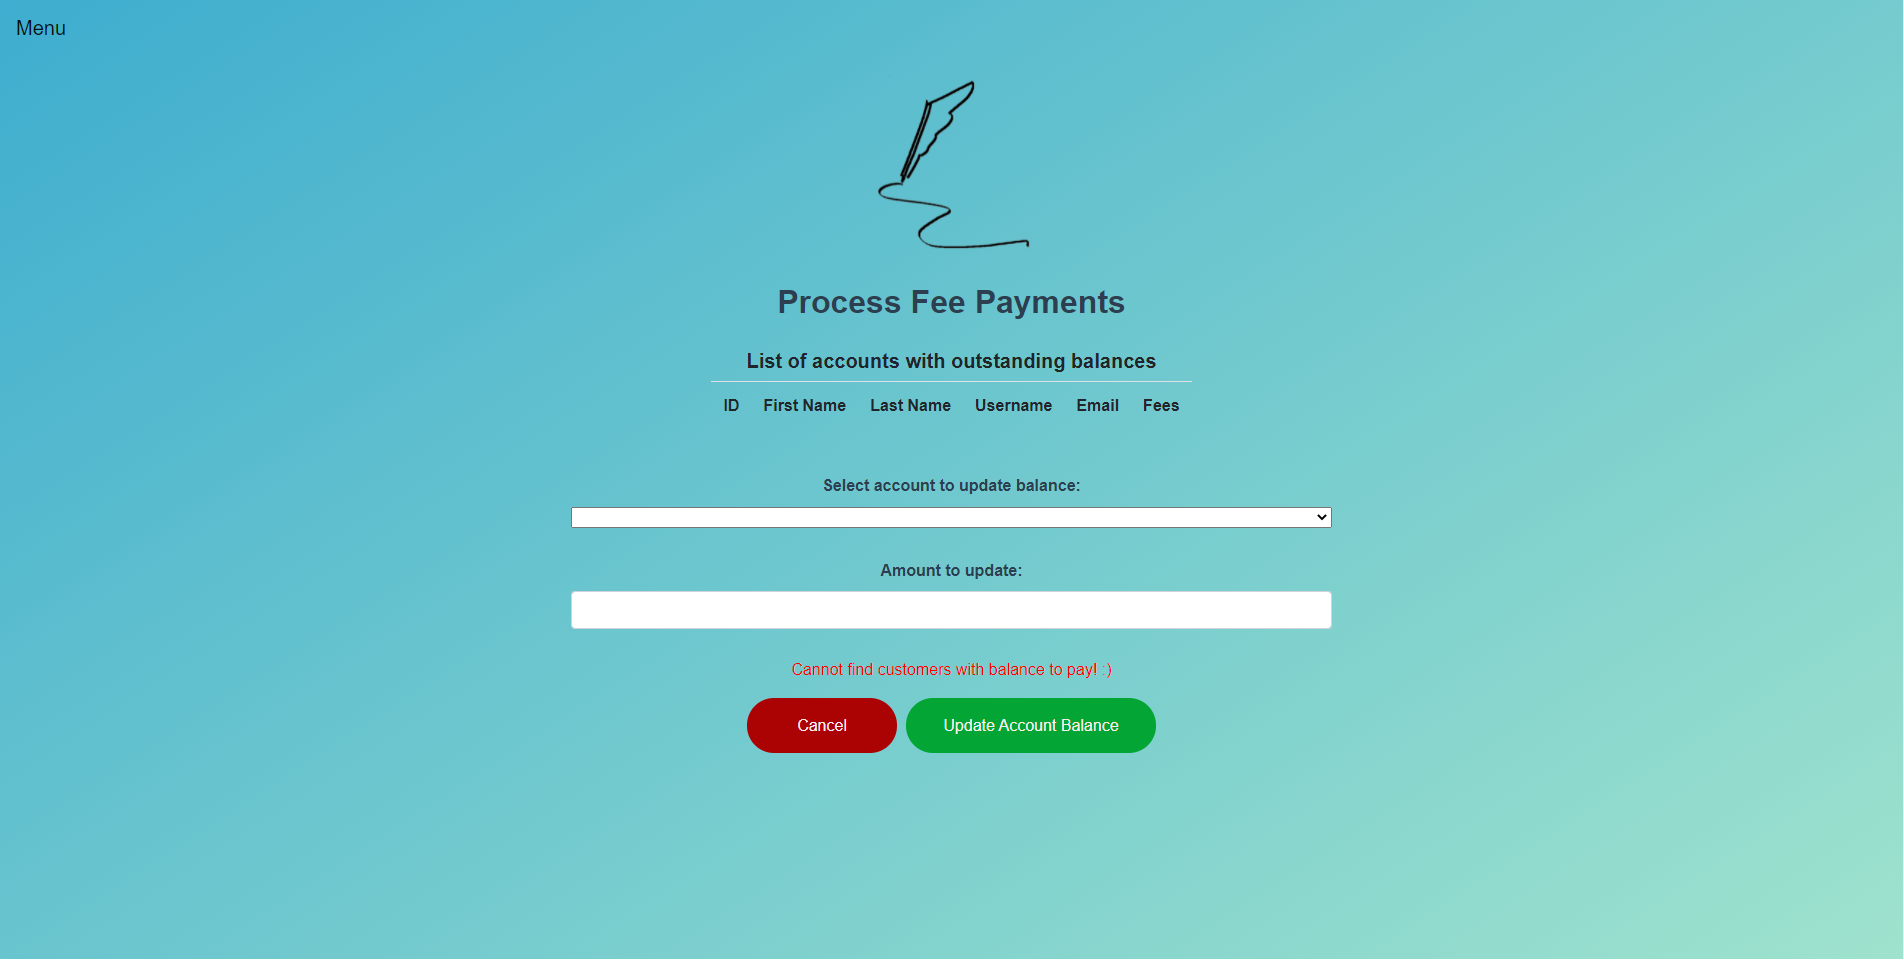 Menu
Process Fee Payments
List of accounts with outstanding balances
ID First Name Last Name Username Email Fees
Select account to update balance:
Amount to update:
Cannot find customers with balance to pay! :)
Cancel Update Account Balance